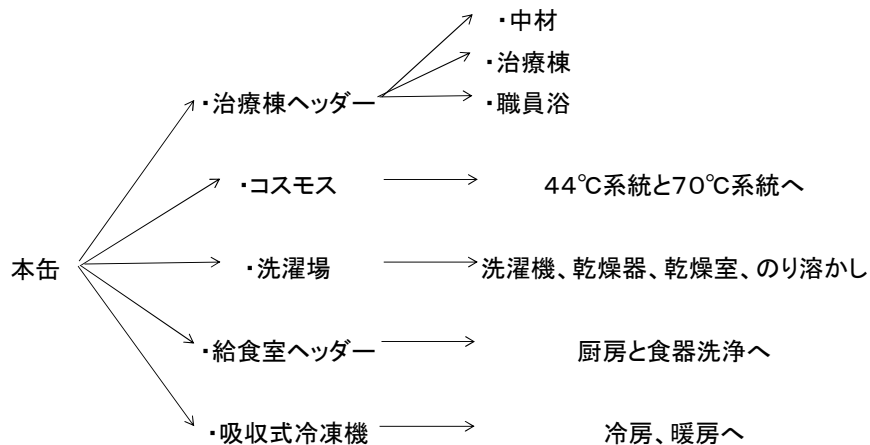 ・中材
・治療棟
・治療棟ヘッダー
・職員浴
・コスモス
44℃系統と70℃系統へ
本缶
・洗濯場
洗濯機、乾燥器、乾燥室、のり溶かし
・給食室ヘッダー
厨房と食器洗浄へ
・吸収式冷凍機
冷房、暖房へ